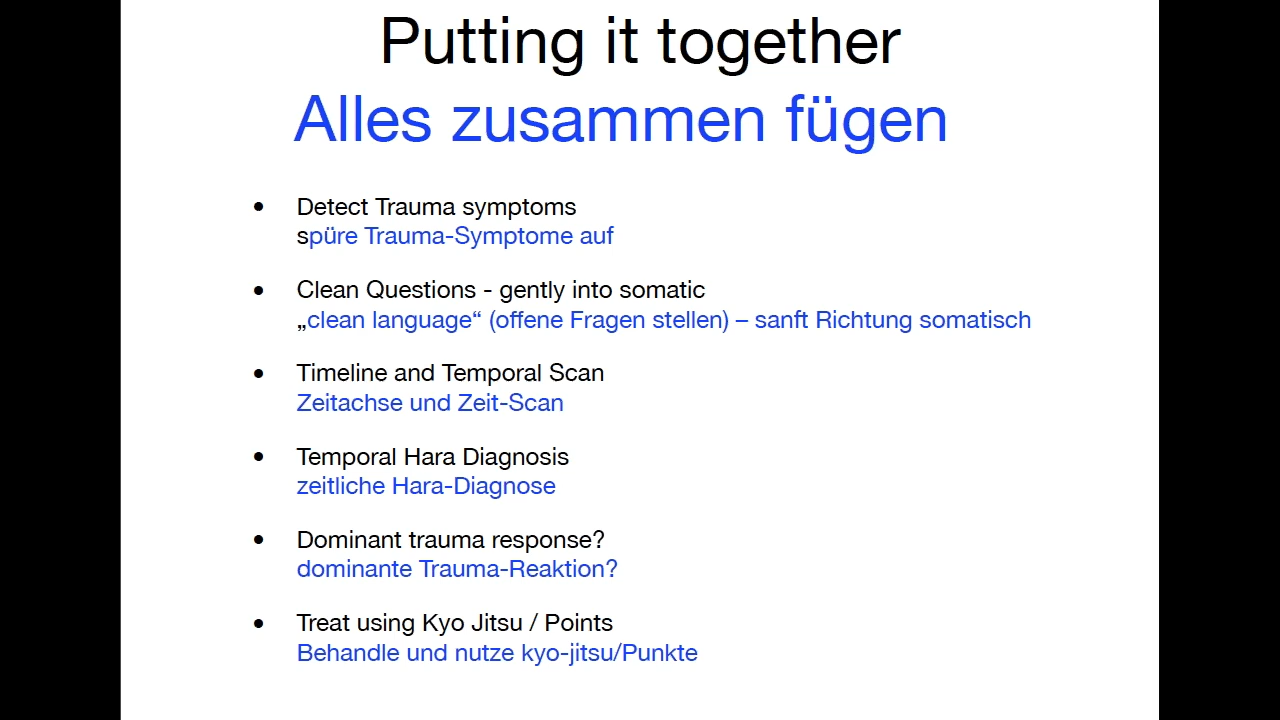 Putting it together
Alles zusammen fügen
• Detect Trauma symptoms
spüre Trauma-Symptome auf
• Clean Questions - gently into somatic
„clean language“ (offene Fragen stellen) – sanft Richtung somatisch
• Timeline and Temporal Scan
Zeitachse und Zeit-Scan
• Temporal Hara Diagnosis
zeitliche Hara-Diagnose
• Dominant trauma response?
dominante Trauma-Reaktion?
• Treat using Kyo Jitsu / Points
Behandle und nutze kyo-jitsu/Punkte